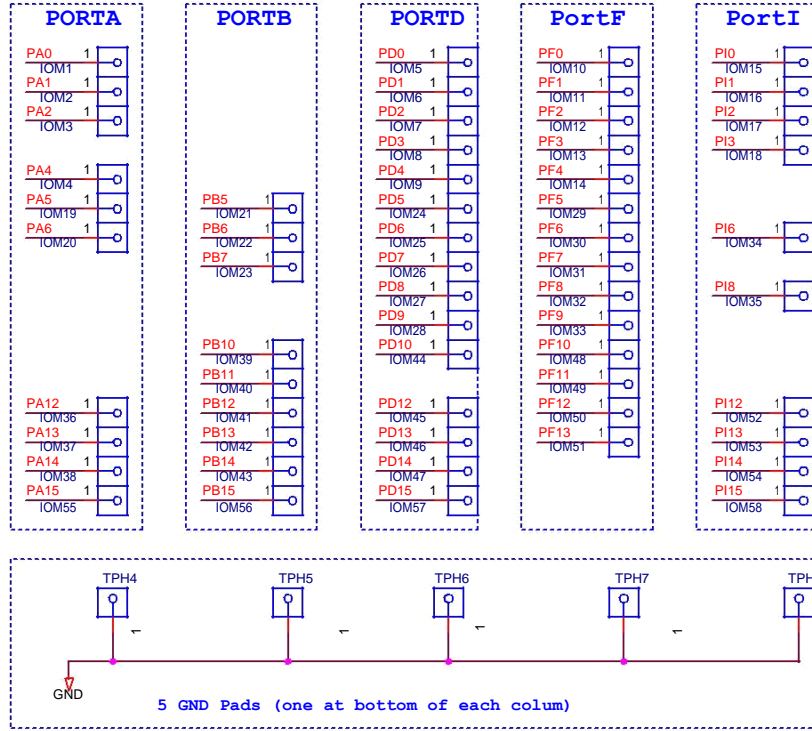 PORTA
PA0 1
IOM1
PA1 1
IOM2
PA2 1
IOM3
PA4 1
IOM4
PA5 1
IOM19
PA6 1
IOM20
PA12 1
IOM36
PA13 1
IOM37
PA14 1
IOM38
PA15 1
IOM55
PORTB
PB5 1
IOM21
PB6 1
IOM22
PB7 1
IOM23
PB10 1
IOM39
PB11 1
IOM40
PB12 1
IOM41
PB13 1
IOM42
PB14 1
IOM43
PB15 1
IOM56
PORTD
PD0 1
IOM5
PD1 1
IOM6
PD2 1
IOM7
PD3 1
IOM8
PD4 1
IOM9
PD5 1
IOM24
PD6 1
IOM25
PD7 1
IOM26
PD8 1
IOM27
PD9 1
IOM28
PD10 1
IOM44
PD12 1
IOM45
PD13 1
IOM46
PD14 1
IOM47
PD15 1
IOM57
PortF
PF0 1
IOM10
PF1 1
IOM11
PF2 1
IOM12
PF3 1
IOM13
PF4 1
IOM14
PF5 1
IOM29
PF6 1
IOM30
PF7 1
IOM31
PF8 1
IOM32
PF9 1
IOM33
PF10 1
IOM48
PF11 1
IOM49
PF12 1
IOM50
PF13 1
IOM51
PortI
PI0 1
IOM15
PI1 1
IOM16
PI2 1
IOM17
PI3 1
IOM18
PI6 1
IOM34
PI8 1
IOM35
PI12 1
IOM52
PI13 1
IOM53
PI14 1
IOM54
PI15 1
IOM58
TPH4 TPH5 TPH6 TPH7 TPH
1 1 1 1
GND
5 GND Pads (one at bottom of each colum)